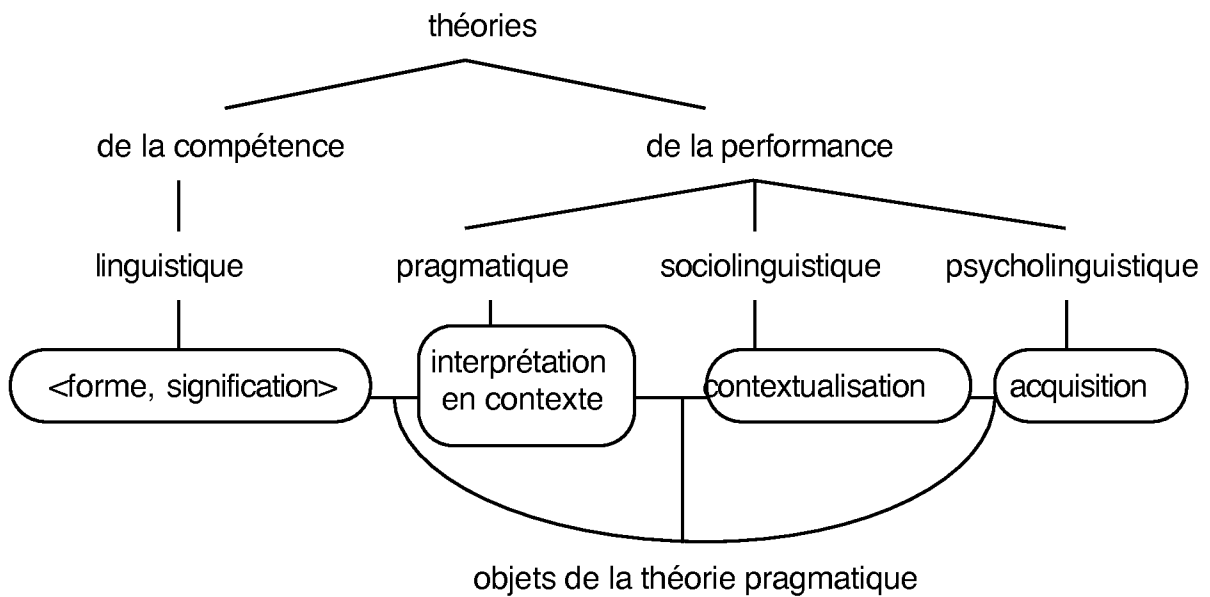 théories
de la compétence
de la performance
linguistique
pragmatique
sociolinguistique
psycholinguistique
<forme, signification>
interprétation
en contexte
contextualisation
acquisition
objets de la théorie pragmatique